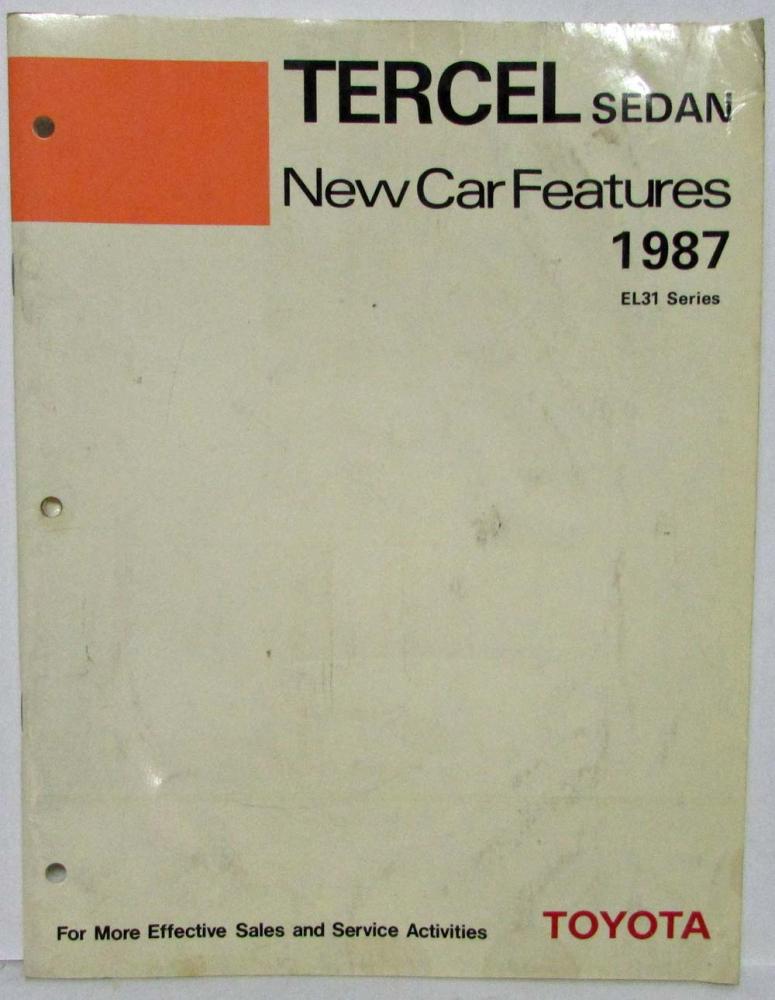 TERCEL SEDAN
New Car Features
1987
EL31 Series
For More Effective Sales and Service Activities
TOYOTA